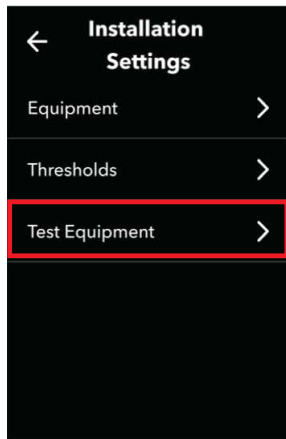 Installation
Settings
Equipment
Thresholds
Test Equipment